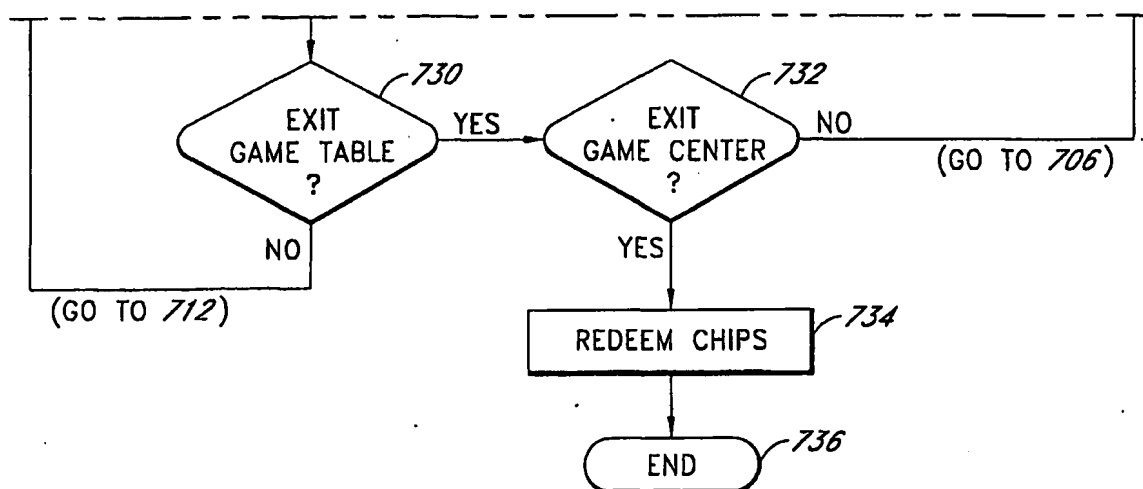 730
732
EXIT
GAME TABLE
?
YES
EXIT
GAME CENTER
?
NO
(GO TO 706)
NO
YES
(GO TO 712)
734
REDEEM CHIPS
736
END